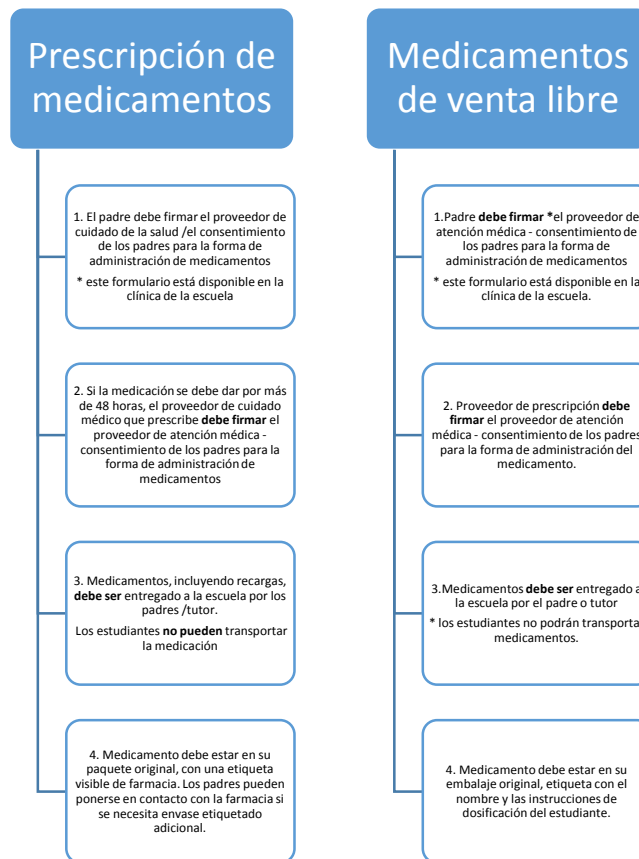 Prescripción de
medicamentos
1. El padre debe firmar el proveedor de
cuidado de la salud /el consentimiento
de los padres para la forma de
administración de medicamentos
* este formulario está disponible en la
clínica de la escuela
2. Si la medicación se debe dar por más
de 48 horas, el proveedor de cuidado
médico que prescribe debe firmar el
proveedor de atención médica -
consentimiento de los padres para la
forma de administración de
medicamentos
3. Medicamentos, incluyendo recargas,
debe ser entregado a la escuela por los
padres /tutor.
Los estudiantes no pueden transportar
la medicación
4. Medicamento debe estar en su
paquete original, con una etiqueta
visible de farmacia. Los padres pueden
ponerse en contacto con la farmacia si
se necesita envase etiquetado
adicional.
Medicamentos
de venta libre
1.Padre debe firmar *el proveedor de
atención médica - consentimiento de
los padres para la forma de
administración de medicamentos
* este formulario está disponible en la
clínica de la escuela.
2. Proveedor de prescripción debe
firmar el proveedor de atención
médica - consentimiento de los padres
para la forma de administración del
medicamento.
3.Medicamentos debe ser entregado a
la escuela por el padre o tutor
* los estudiantes no podrán transporta
medicamentos.
4. Medicamento debe estar en su
embalaje original, etiqueta con el
nombre y las instrucciones de
dosificación del estudiante.